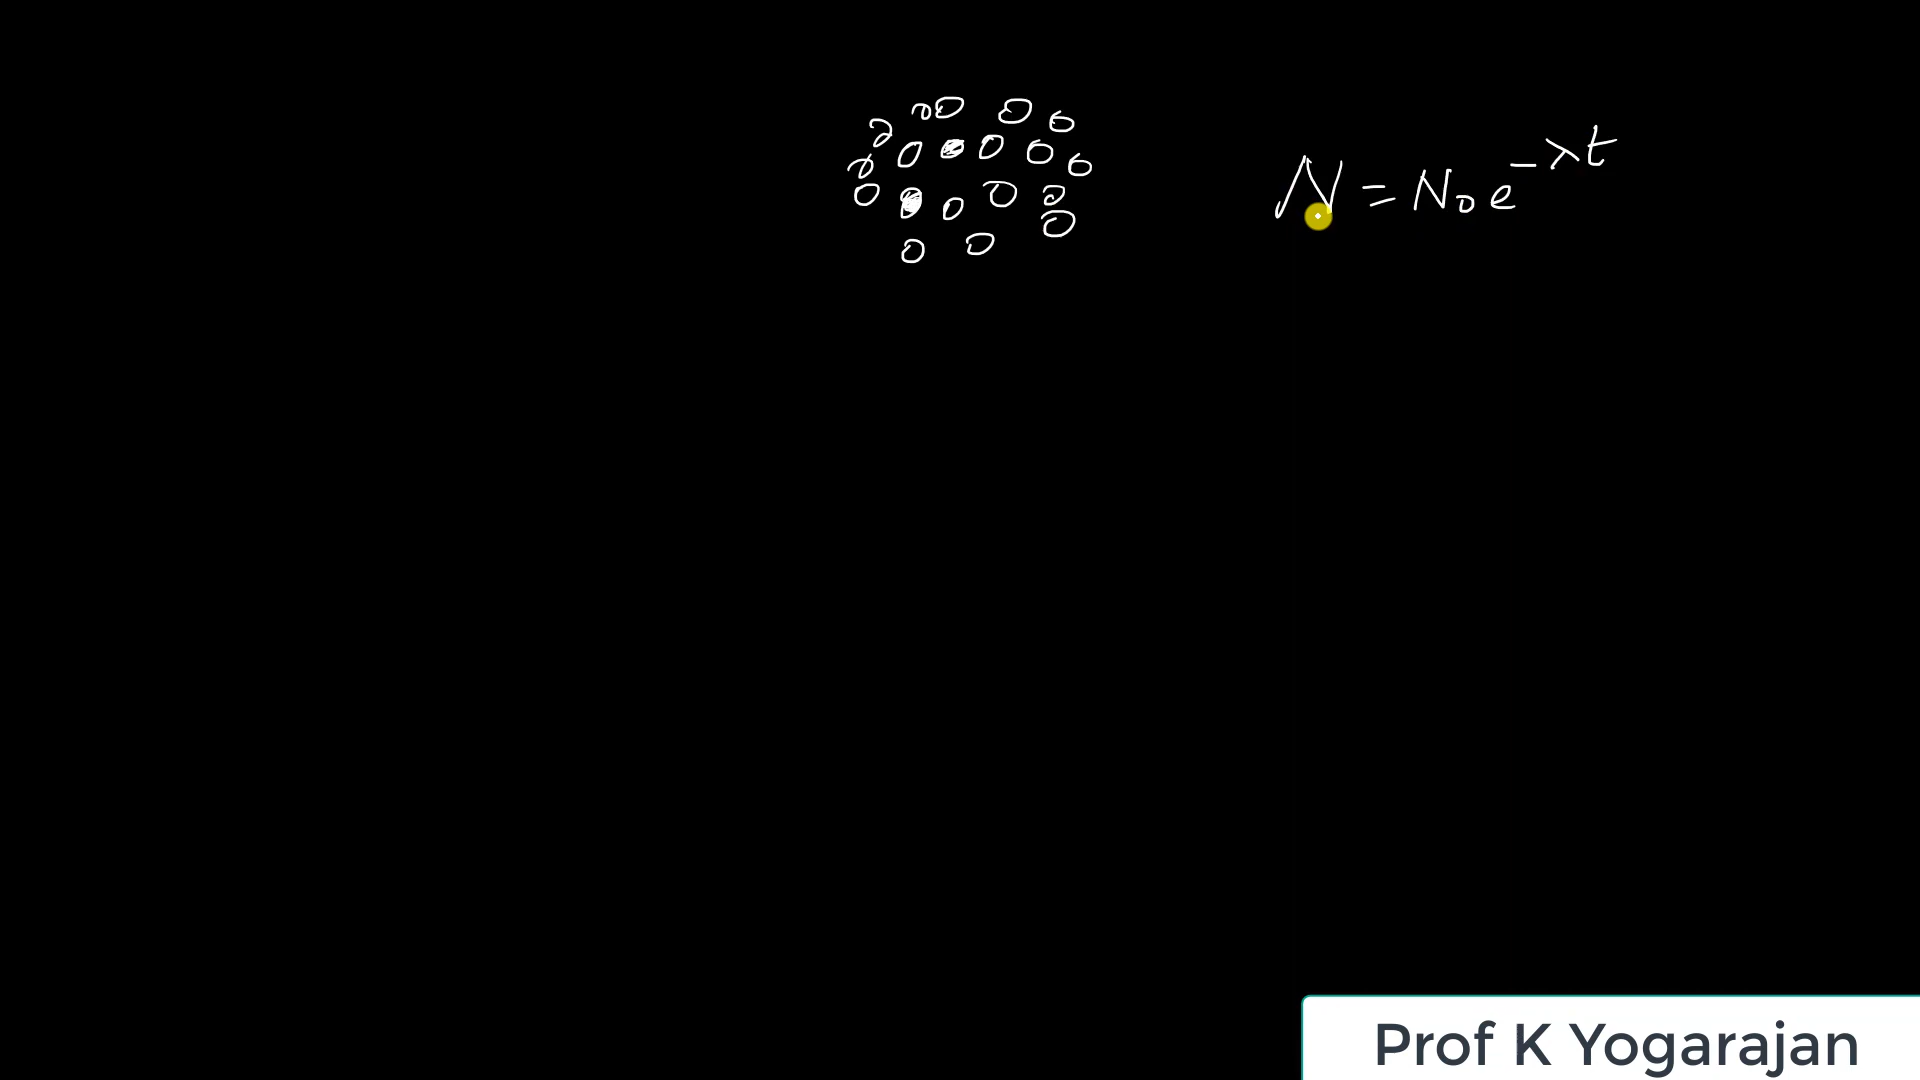 N = N₀e^{-λt}
Prof K Yogarajan